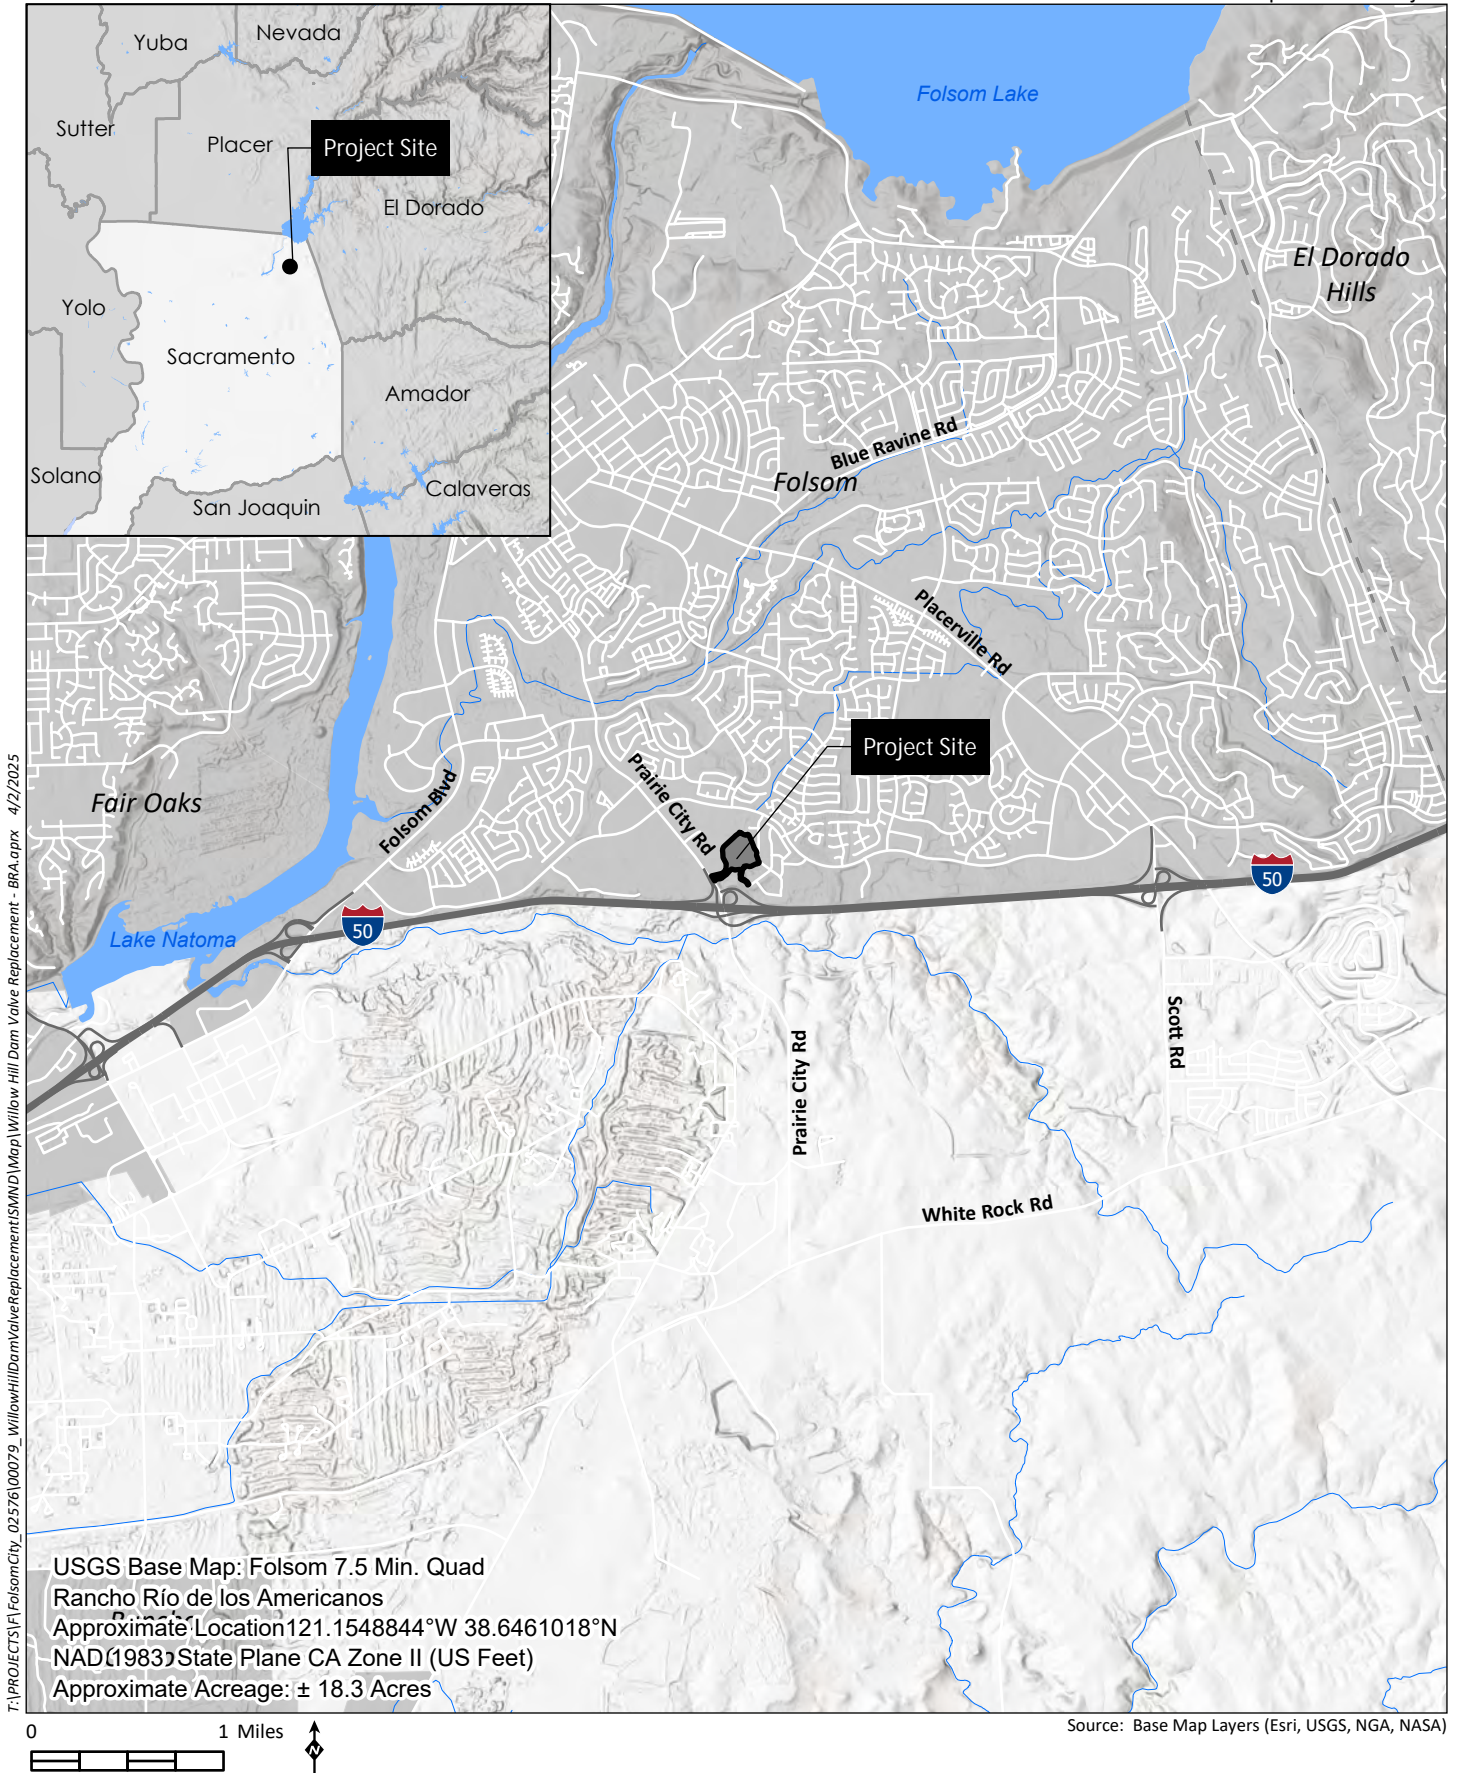 Yuba
Nevada
Sutter
Placer
Project Site
El Dorado
Yolo
Sacramento
Amador
Solano
San Joaquin
Calaveras
Folsom Lake
El Dorado
Hills
Blue Ravine Rd
Folsom
Placerville Rd
Project Site
Prairie City Rd
Fair Oaks
Folsom Blvd
50
50
Lake Natoma
Scott Rd
Prairie City Rd
White Rock Rd
T:\PROJECTS\F\FolsomCity_02576\00079_WillowHillDamValveReplacementISMND\Map\Willow Hill Dam Valve Replacement - BRA.aprx 4/2/2025
USGS Base Map: Folsom 7.5 Min. Quad
Rancho Río de los Americanos
Approximate Location121.1548844°W 38.6461018°N
NAD 1983 State Plane CA Zone II (US Feet)
Approximate Acreage: ± 18.3 Acres
0 1 Miles
N
Source: Base Map Layers (Esri, USGS, NGA, NASA)